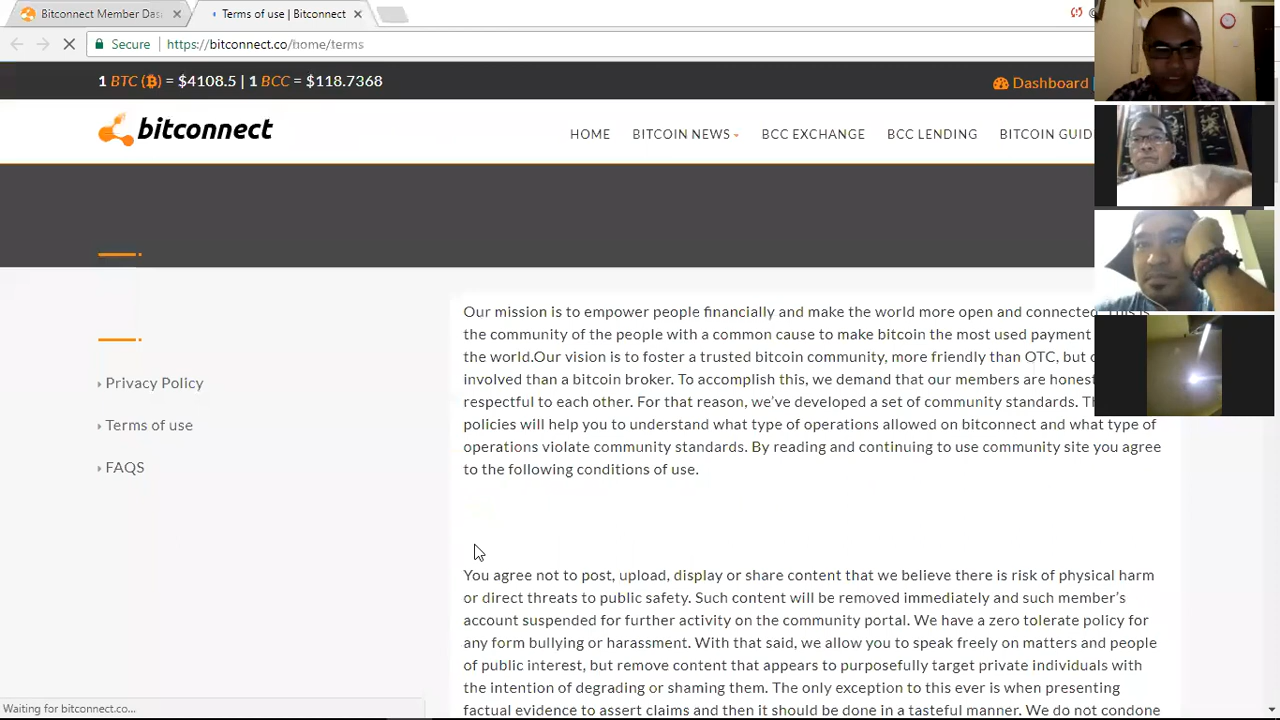 Bitconnect Member Das
Terms of use | Bitconnect
Secure
https://bitconnect.co/home/terms
1 BTC (₿) = $4108.5 | 1 BCC = $118.7368
Dashboard
bitconnect
HOME
BITCOIN NEWS
BCC EXCHANGE
BCC LENDING
BITCOIN GUID
Privacy Policy
Terms of use
FAQS
Our mission is to empower people financially and make the world more open and connected. This is
the community of the people with a common cause to make bitcoin the most used payment
the world.Our vision is to foster a trusted bitcoin community, more friendly than OTC, but
involved than a bitcoin broker. To accomplish this, we demand that our members are hones
respectful to each other. For that reason, we've developed a set of community standards.
policies will help you to understand what type of operations allowed on bitconnect and what type of
operations violate community standards. By reading and continuing to use community site you agree
to the following conditions of use.
You agree not to post, upload, display or share content that we believe there is risk of physical harm
or direct threats to public safety. Such content will be removed immediately and such member's
account suspended for further activity on the community portal. We have a zero tolerate policy for
any form bullying or harassment. With that said, we allow you to speak freely on matters and people
of public interest, but remove content that appears to purposefully target private individuals with
the intention of degrading or shaming them. The only exception to this ever is when presenting
factual evidence to assert claims and then it should be done in a tasteful manner. We do not condone
Waiting for bitconnect.co...